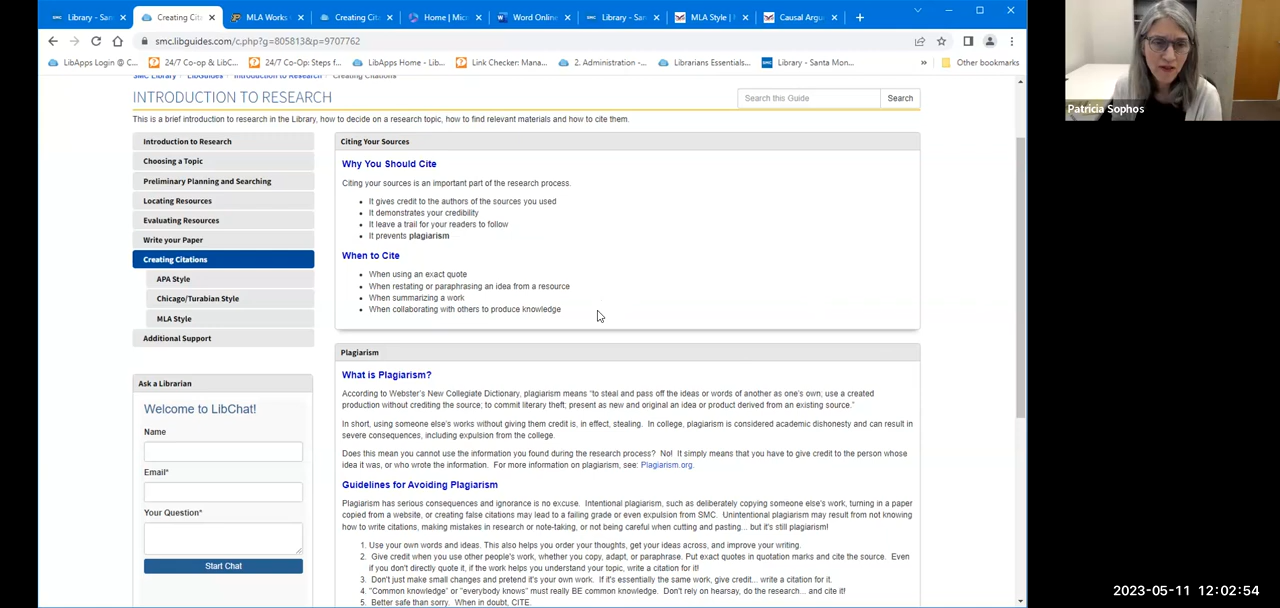 Library - San
Creating Cit
MLA Works
Creating Cit
Home | Mic
Word Online
Library - San
MLA Style |
Causal Argu
smc.libguides.com/c.php?g=805813&p=9707762
LibApps Login @ C...
24/7 Co-op & LibC...
24/7 Co-Op: Steps f...
LibApps Home - Lib...
Link Checker: Mana...
2. Administration -...
Librarians Essentials...
Library - Santa Mon...
»
Other bookmarks
SMC Library
LibGuides
Introduction to Research
Creating Citations
INTRODUCTION TO RESEARCH
Search this Guide
Search
This is a brief introduction to research in the Library, how to decide on a research topic, how to find relevant materials and how to cite them.
Introduction to Research
Choosing a Topic
Preliminary Planning and Searching
Locating Resources
Evaluating Resources
Write your Paper
Creating Citations
APA Style
Chicago/Turabian Style
MLA Style
Additional Support
Ask a Librarian
Welcome to LibChat!
Name
Email*
Your Question*
Start Chat
Citing Your Sources
Why You Should Cite
Citing your sources is an important part of the research process.
• It gives credit to the authors of the sources you used
• It demonstrates your credibility
• It leave a trail for your readers to follow
• It prevents plagiarism
When to Cite
• When using an exact quote
• When restating or paraphrasing an idea from a resource
• When summarizing a work
• When collaborating with others to produce knowledge
Plagiarism
What is Plagiarism?
According to Webster's New Collegiate Dictionary, plagiarism means "to steal and pass off the ideas or words of another as one's own; use a created
production without crediting the source; to commit literary theft; present as new and original an idea or product derived from an existing source."
In short, using someone else's works without giving them credit is, in effect, stealing. In college, plagiarism is considered academic dishonesty and can result in
severe consequences, including expulsion from the college.
Does this mean you cannot use the information you found during the research process? No! It simply means that you have to give credit to the person whose
idea it was, or who wrote the information. For more information on plagiarism, see: Plagiarism.org.
Guidelines for Avoiding Plagiarism
Plagiarism has serious consequences and ignorance is no excuse. Intentional plagiarism, such as deliberately copying someone else's work, turning in a paper
copied from a website, or creating false citations may lead to a failing grade or even expulsion from SMC. Unintentional plagiarism may result from not knowing
how to write citations, making mistakes in research or note-taking, or not being careful when cutting and pasting... but it's still plagiarism!
1. Use your own words and ideas. This also helps you order your thoughts, get your ideas across, and improve your writing.
2. Give credit when you use other people's work, whether you copy, adapt, or paraphrase. Put exact quotes in quotation marks and cite the source. Even
if you don't directly quote it, if the work helps you understand your topic, write a citation for it!
3. Don't just make small changes and pretend it's your own work. If it's essentially the same work, give credit... write a citation for it.
4. "Common knowledge" or "everybody knows" must really BE common knowledge. Don't rely on hearsay, do the research... and cite it!
5. Better safe than sorry. When in doubt, CITE.
Patricia Sophos
2023-05-11 12:02:54